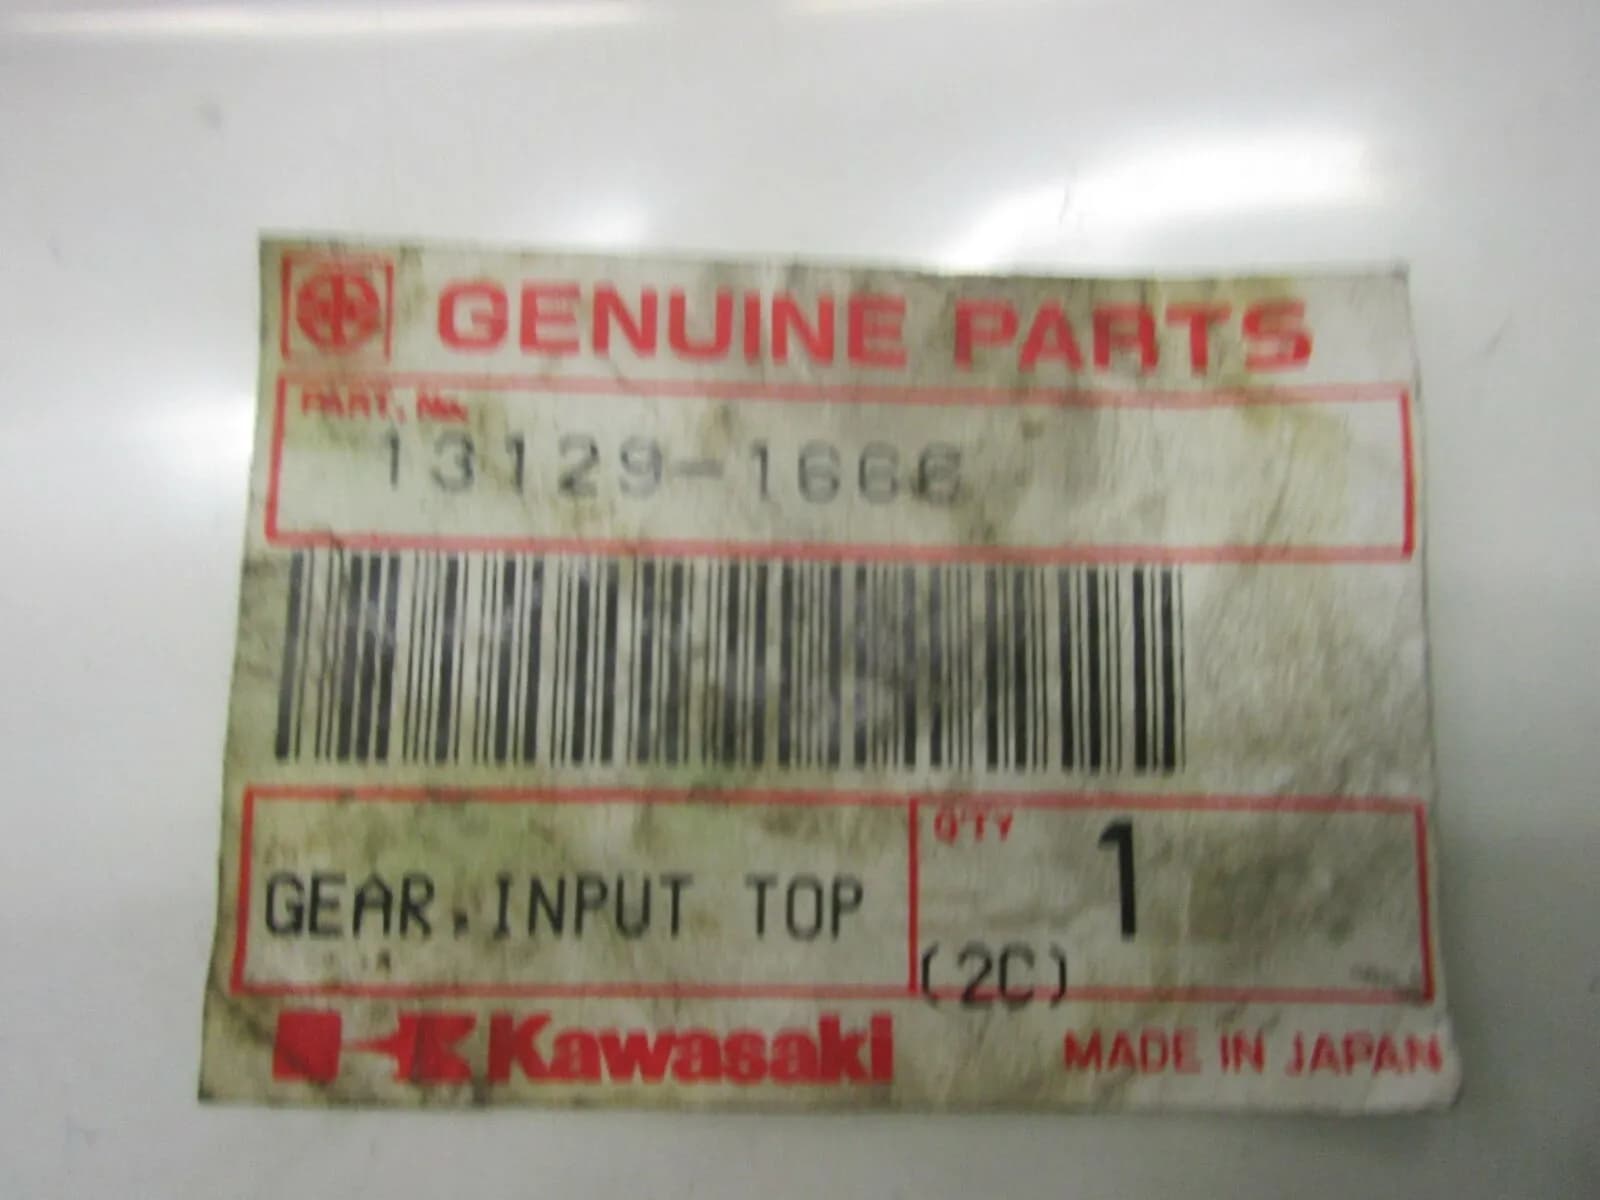 GENUINE PARTS
PART. No.
13129-1666
GEAR,INPUT TOP
Q'TY
1
(2C)
Kawasaki
MADE IN JAPAN